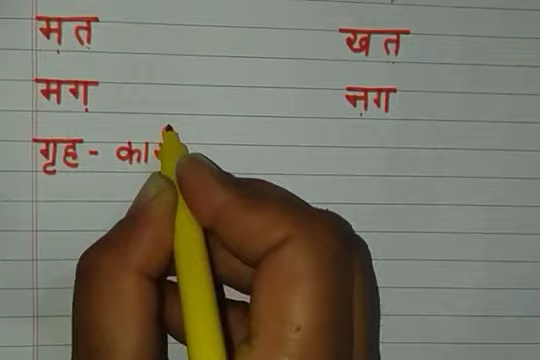 मत खत
मग नग
गृह - का